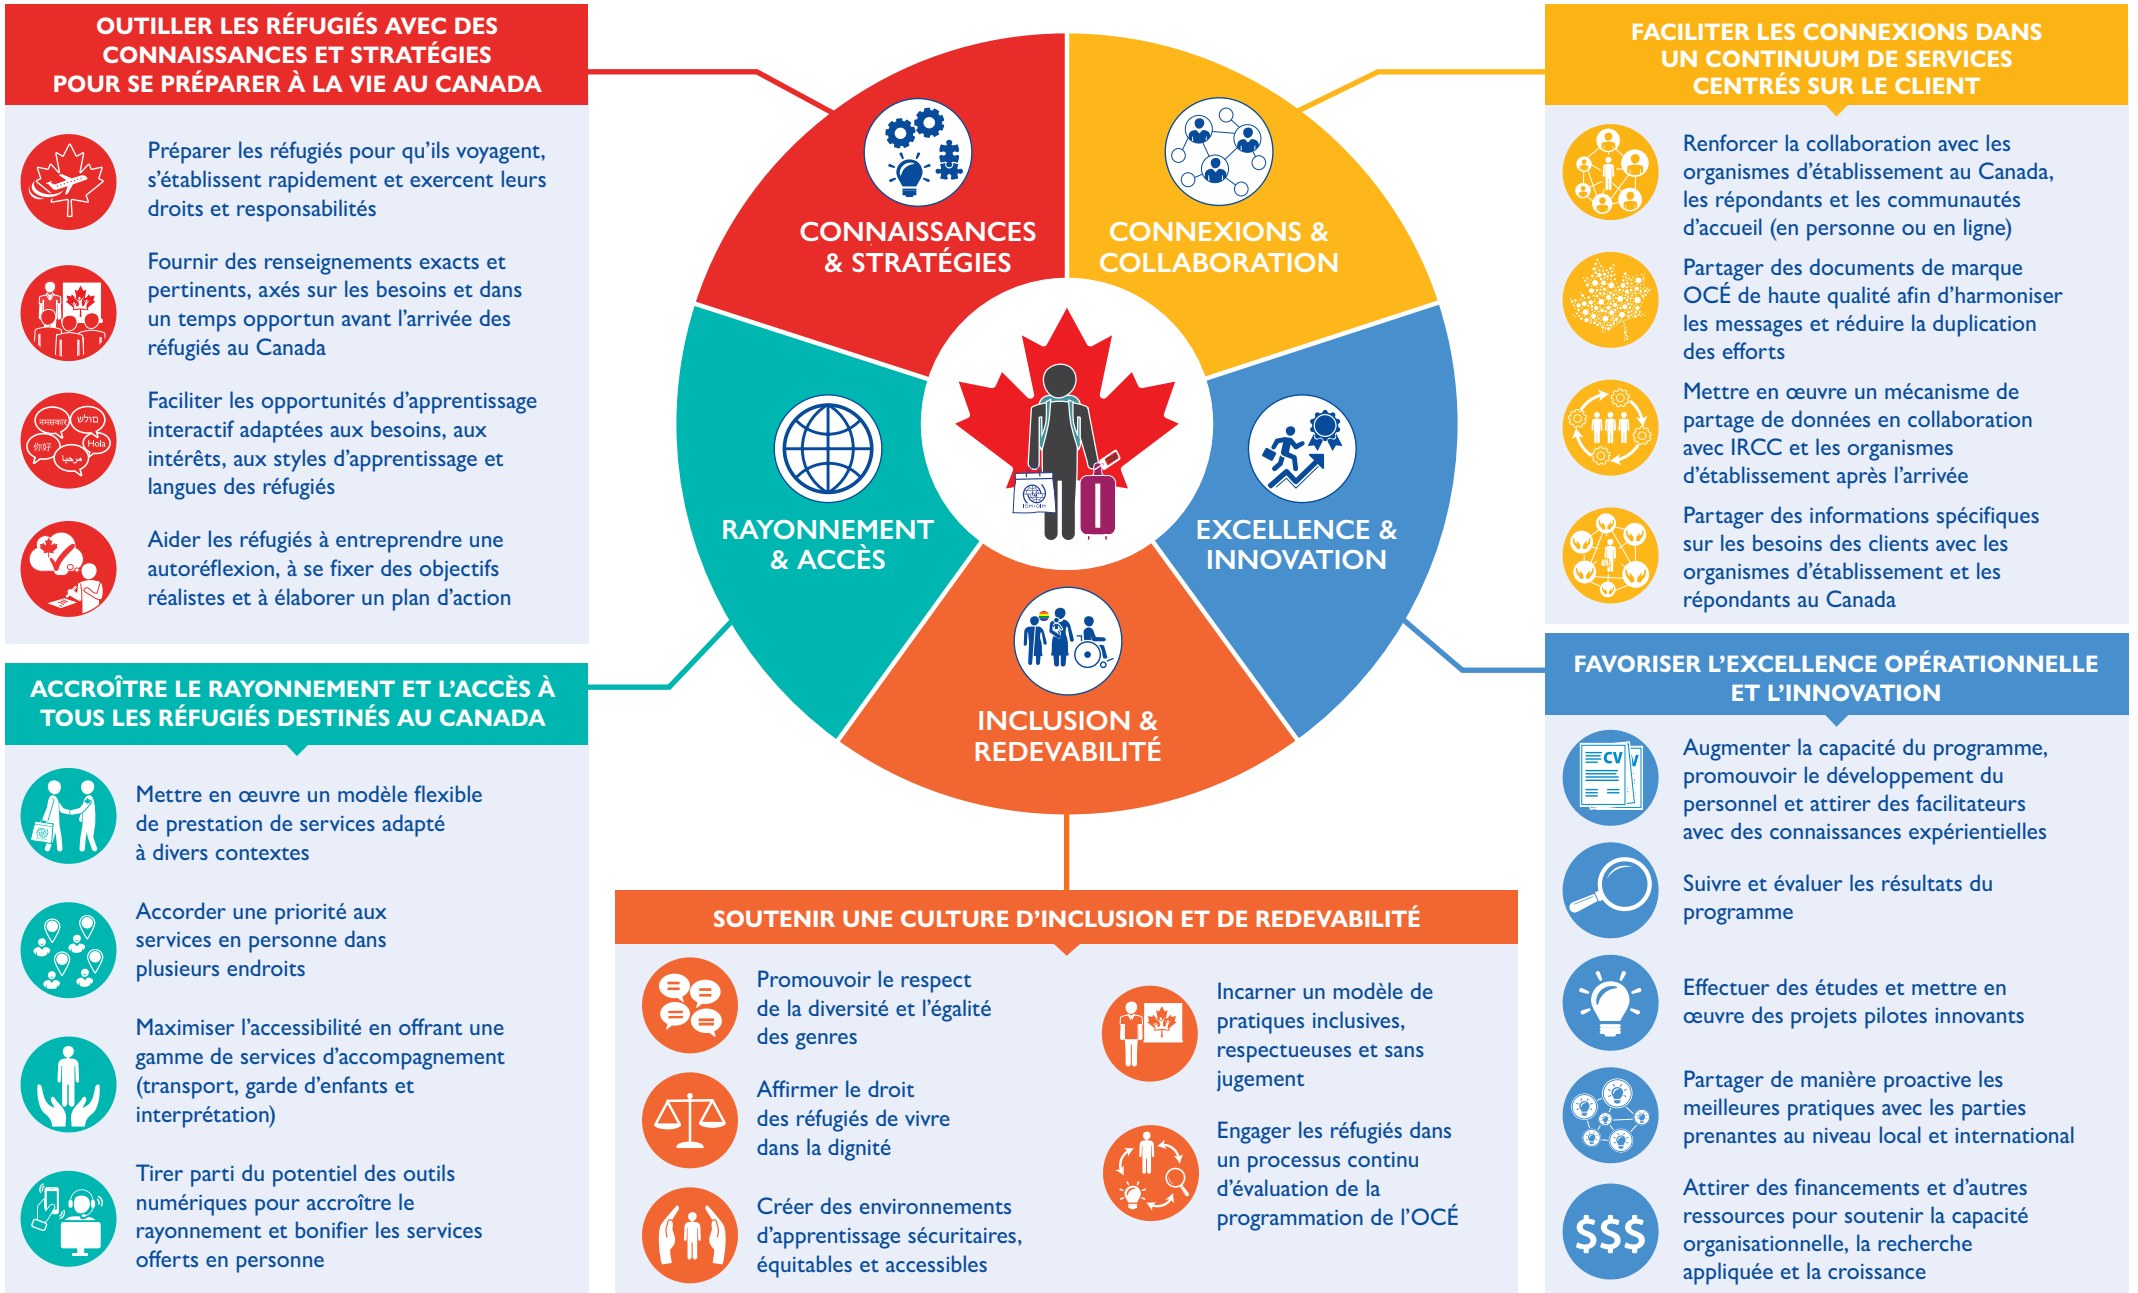 OUTILLER LES RÉFUGIÉS AVEC DES
CONNAISSANCES ET STRATÉGIES
POUR SE PRÉPARER À LA VIE AU CANADA
Préparer les réfugiés pour qu'ils voyagent,
s'établissent rapidement et exercent leurs
droits et responsabilités
Fournir des renseignements exacts et
pertinents, axés sur les besoins et dans
un temps opportun avant l'arrivée des
réfugiés au Canada
नमस्कार
שלום
你好
Hola
مرحبا
Faciliter les opportunités d'apprentissage
interactif adaptées aux besoins, aux
intérêts, aux styles d'apprentissage et
langues des réfugiés
Aider les réfugiés à entreprendre une
autoréflexion, à se fixer des objectifs
réalistes et à élaborer un plan d'action
ACCROÎTRE LE RAYONNEMENT ET L'ACCÈS À
TOUS LES RÉFUGIÉS DESTINÉS AU CANADA
Mettre en œuvre un modèle flexible
de prestation de services adapté
à divers contextes
Accorder une priorité aux
services en personne dans
plusieurs endroits
Maximiser l'accessibilité en offrant une
gamme de services d'accompagnement
(transport, garde d'enfants et
interprétation)
Tirer parti du potentiel des outils
numériques pour accroître le
rayonnement et bonifier les services
offerts en personne
CONNAISSANCES
& STRATÉGIES
CONNEXIONS &
COLLABORATION
RAYONNEMENT
& ACCÈS
IOM•OIM
EXCELLENCE &
INNOVATION
INCLUSION &
REDEVABILITÉ
SOUTENIR UNE CULTURE D'INCLUSION ET DE REDEVABILITÉ
Promouvoir le respect
de la diversité et l'égalité
des genres
Affirmer le droit
des réfugiés de vivre
dans la dignité
Créer des environnements
d'apprentissage sécuritaires,
équitables et accessibles
Incarner un modèle de
pratiques inclusives,
respectueuses et sans
jugement
Engager les réfugiés dans
un processus continu
d'évaluation de la
programmation de l'OCÉ
FACILITER LES CONNEXIONS DANS
UN CONTINUUM DE SERVICES
CENTRÉS SUR LE CLIENT
Renforcer la collaboration avec les
organismes d'établissement au Canada,
les répondants et les communautés
d'accueil (en personne ou en ligne)
Partager des documents de marque
OCÉ de haute qualité afin d'harmoniser
les messages et réduire la duplication
des efforts
Mettre en œuvre un mécanisme de
partage de données en collaboration
avec IRCC et les organismes
d'établissement après l'arrivée
Partager des informations spécifiques
sur les besoins des clients avec les
organismes d'établissement et les
répondants au Canada
FAVORISER L'EXCELLENCE OPÉRATIONNELLE
ET L'INNOVATION
CV
V
Augmenter la capacité du programme,
promouvoir le développement du
personnel et attirer des facilitateurs
avec des connaissances expérientielles
Suivre et évaluer les résultats du
programme
Effectuer des études et mettre en
œuvre des projets pilotes innovants
Partager de manière proactive les
meilleures pratiques avec les parties
prenantes au niveau local et international
$$$
Attirer des financements et d'autres
ressources pour soutenir la capacité
organisationnelle, la recherche
appliquée et la croissance